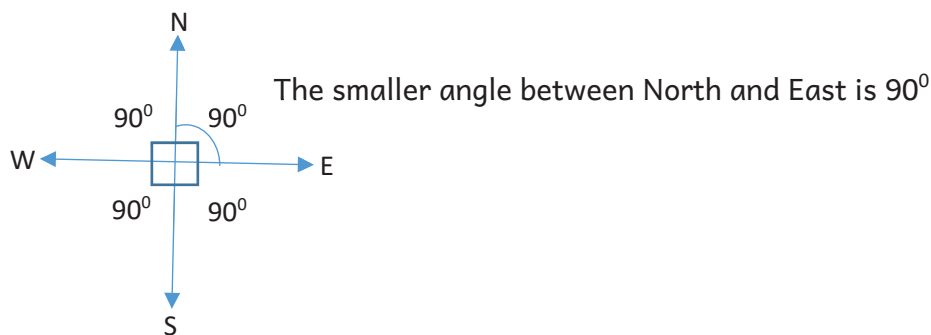 N
The smaller angle between North and East is 90⁰
90⁰ 90⁰
W E
90⁰ 90⁰
S